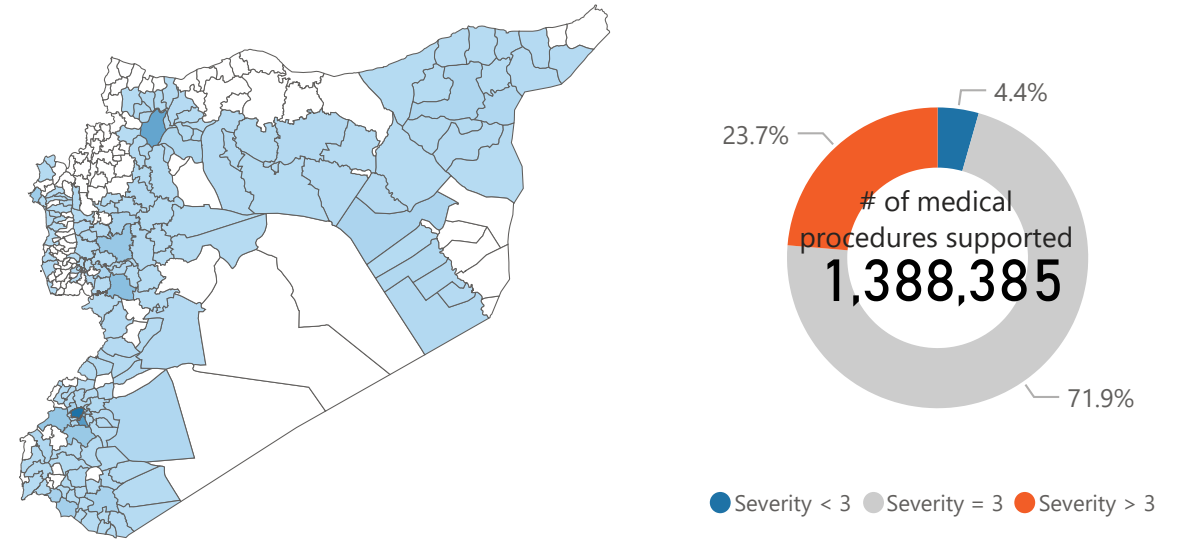 4.4%
23.7%
# of medical
procedures supported
1,388,385
71.9%
Severity < 3 Severity = 3 Severity > 3